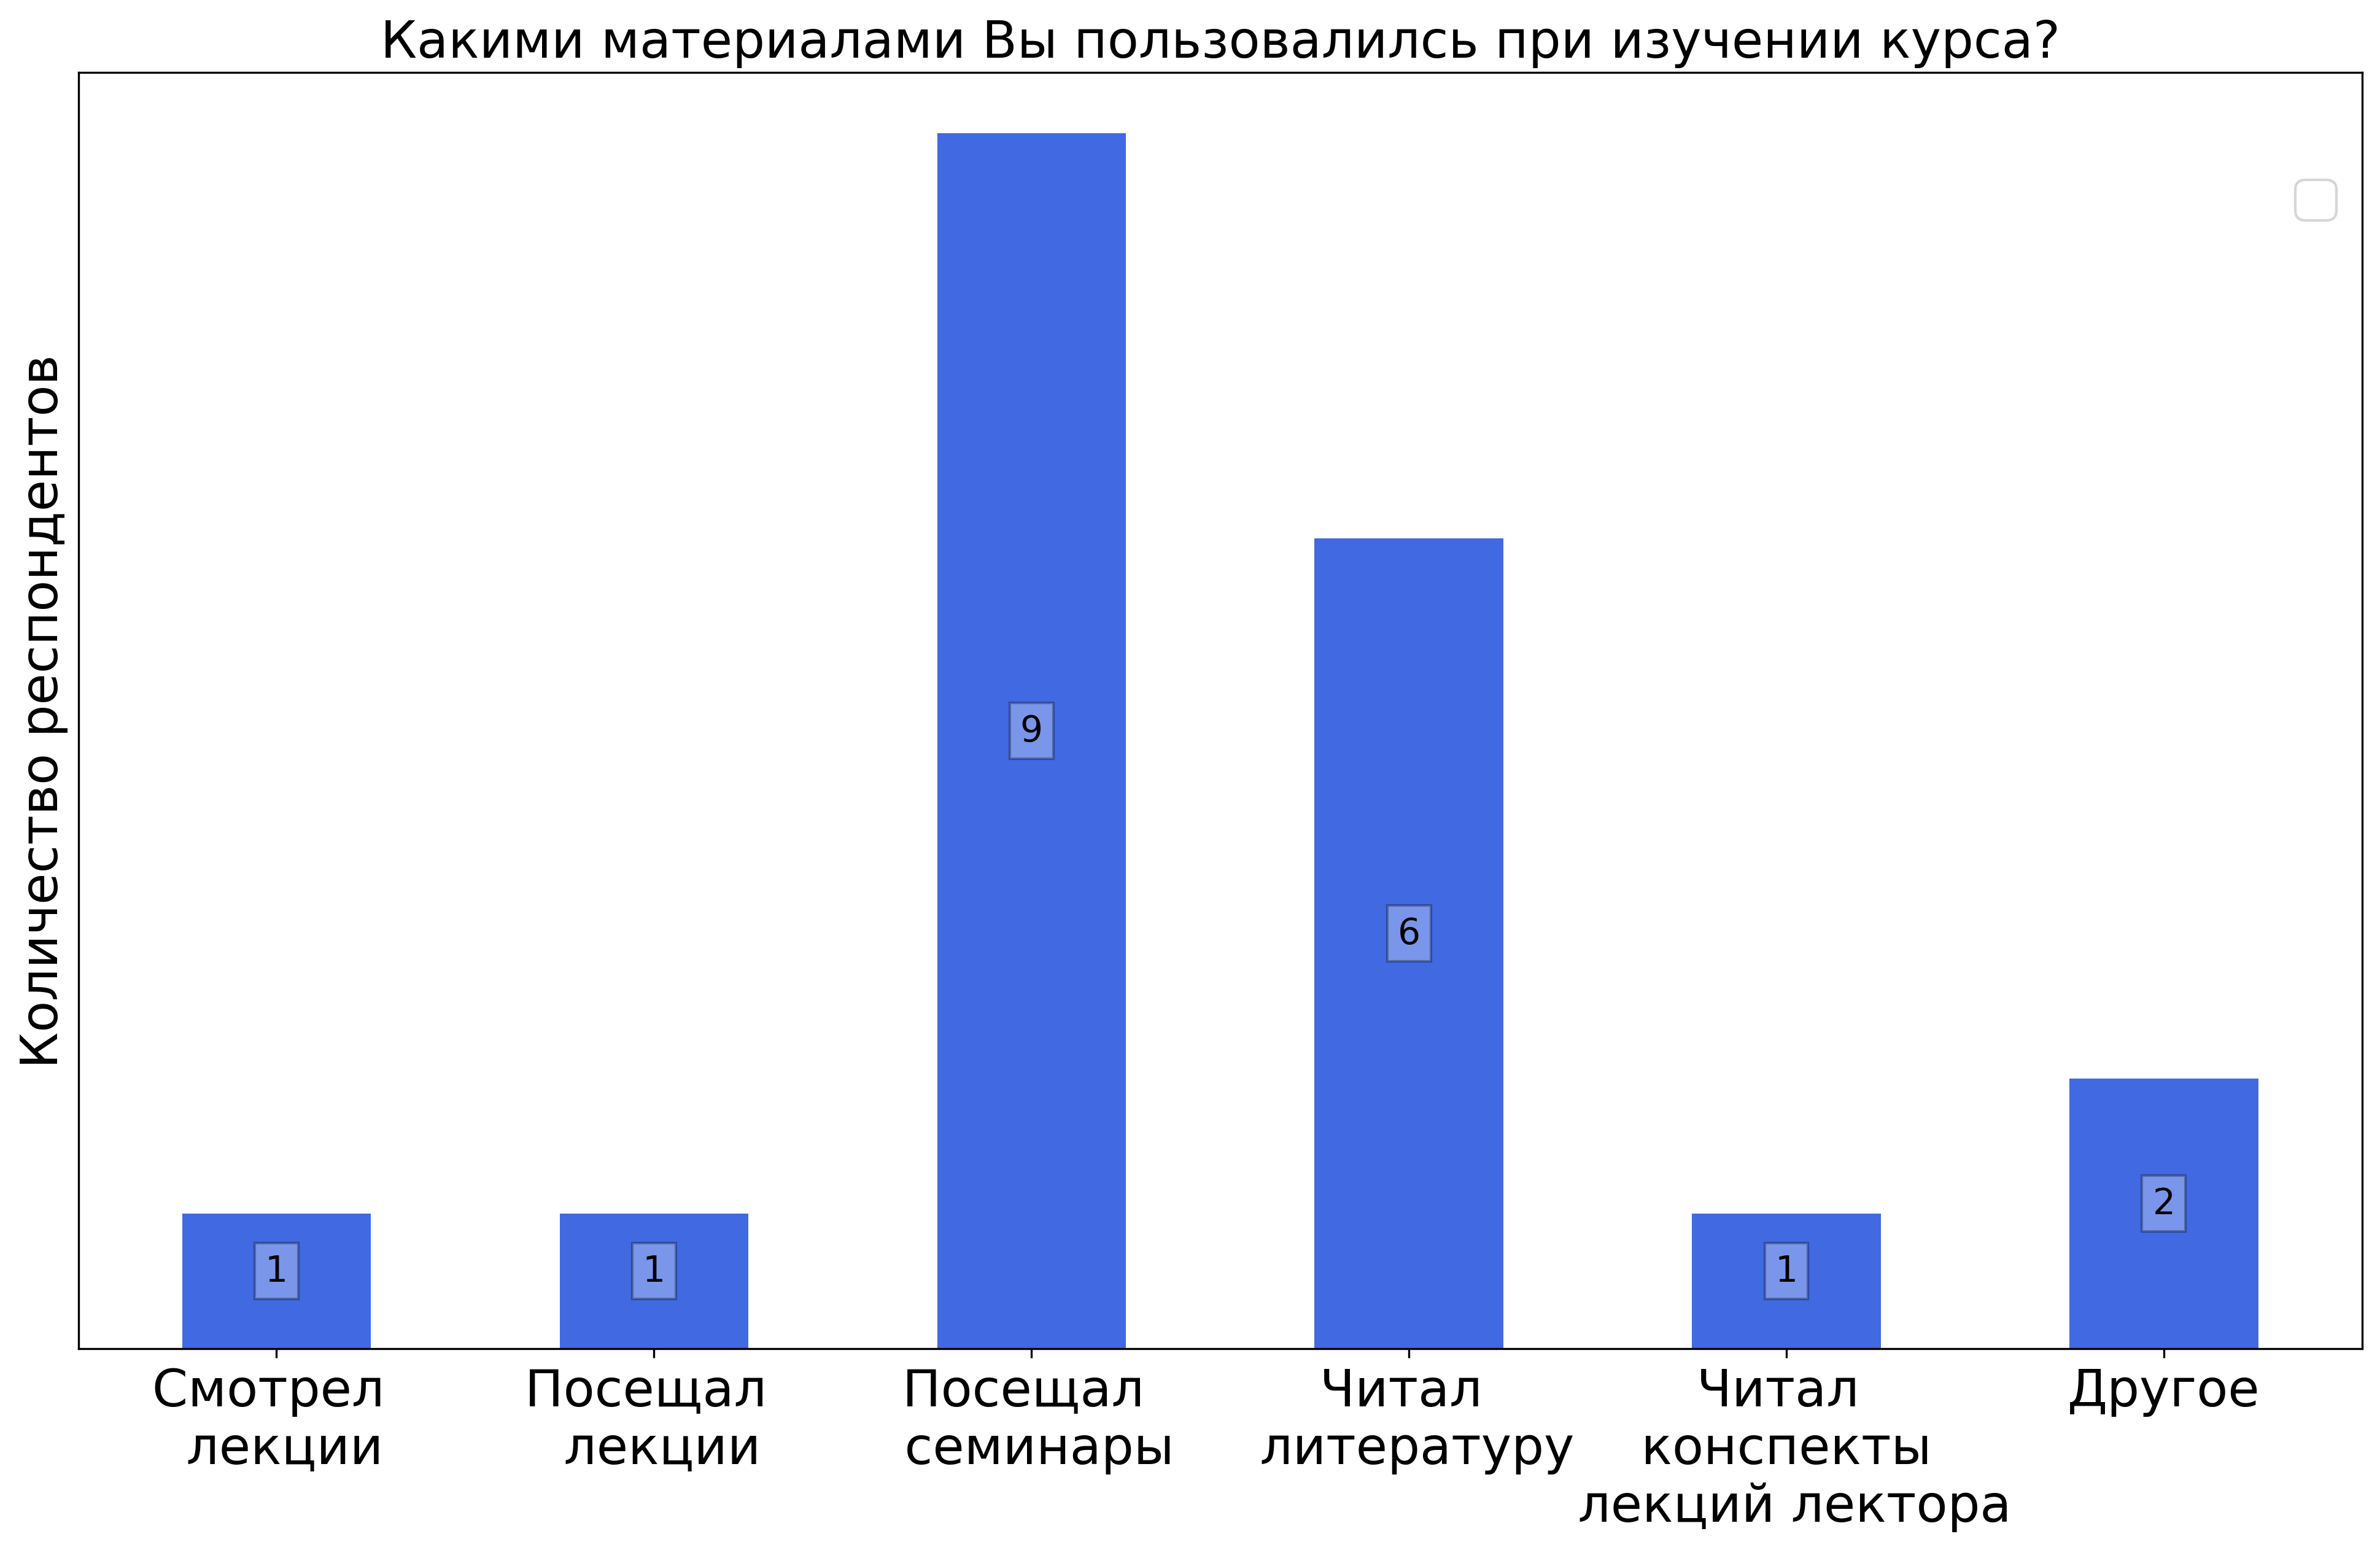 Какими материалами Вы пользовалилсь при изучении курса?
Количество респондентов
9
6
2
1
1
1
Смотрел
лекции
Посещал
лекции
Посещал
семинары
Читал
литературу
Читал
конспекты
лекций лектора
Другое